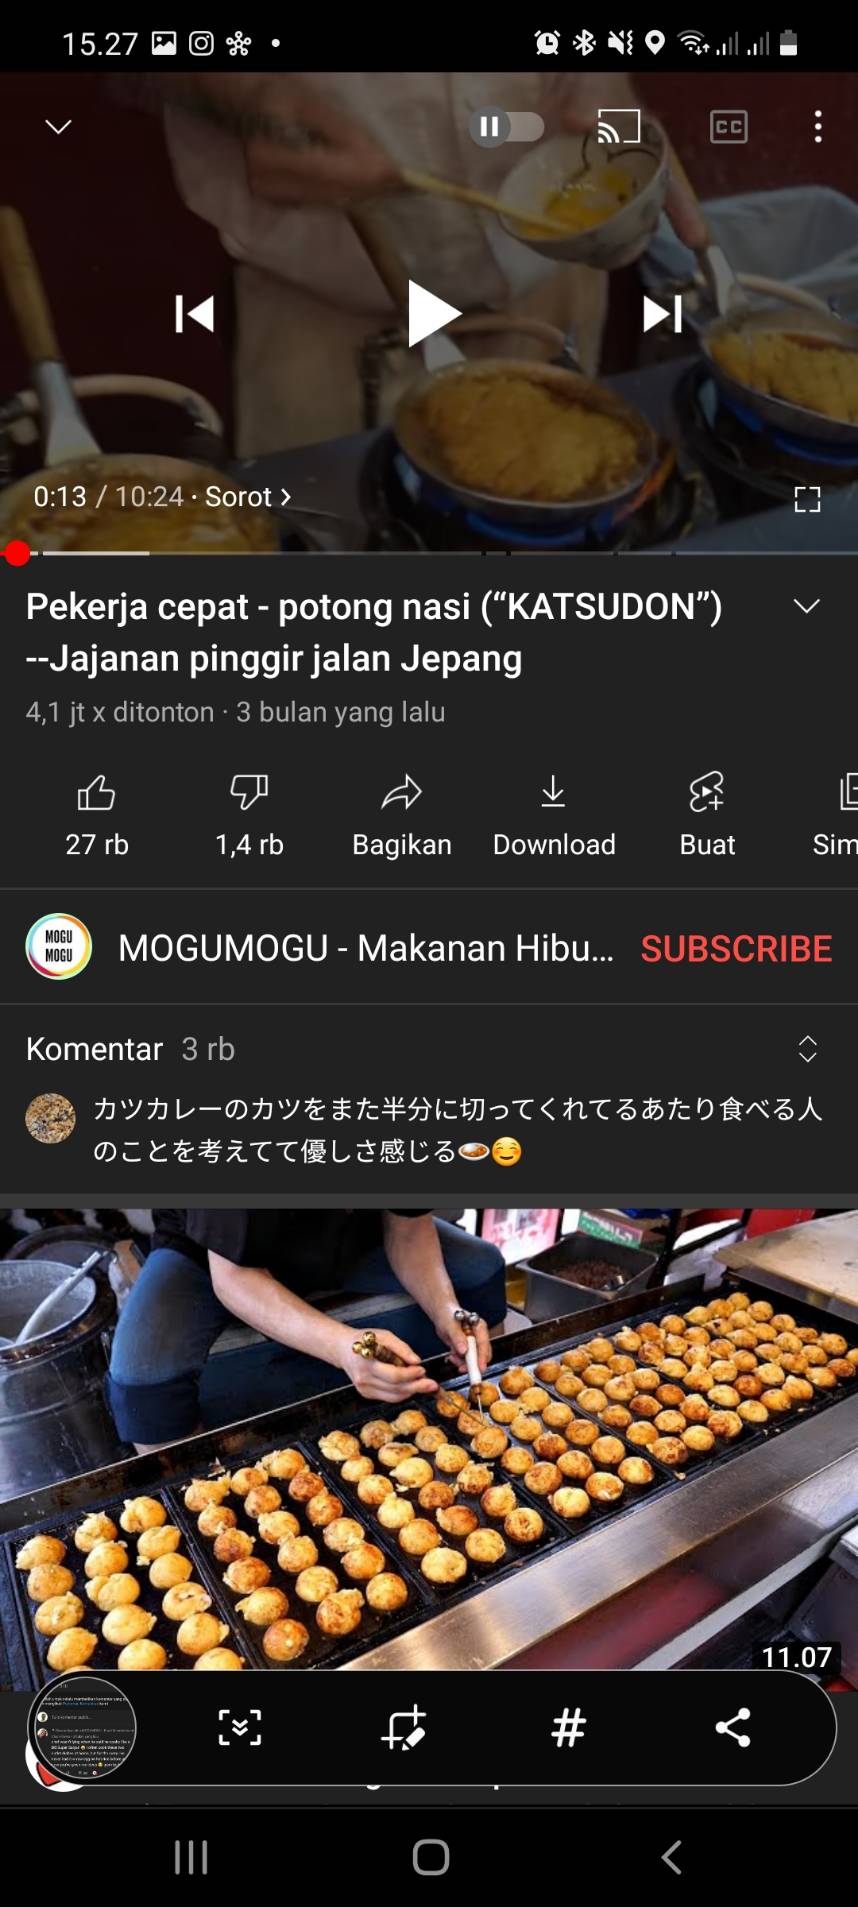 15.27
0:13 / 10:24 · Sorot >
Pekerja cepat - potong nasi (“KATSUDON”)
--Jajanan pinggir jalan Jepang
4,1 jt x ditonton · 3 bulan yang lalu
27 rb 1,4 rb Bagikan Download Buat Sim
MOGU
MOGU
MOGUMOGU - Makanan Hibu... SUBSCRIBE
Komentar 3 rb
カツカレーのカツをまた半分に切ってくれてるあたり食べる人
のことを考えてて優しさ感じる🍛☺️
11.07